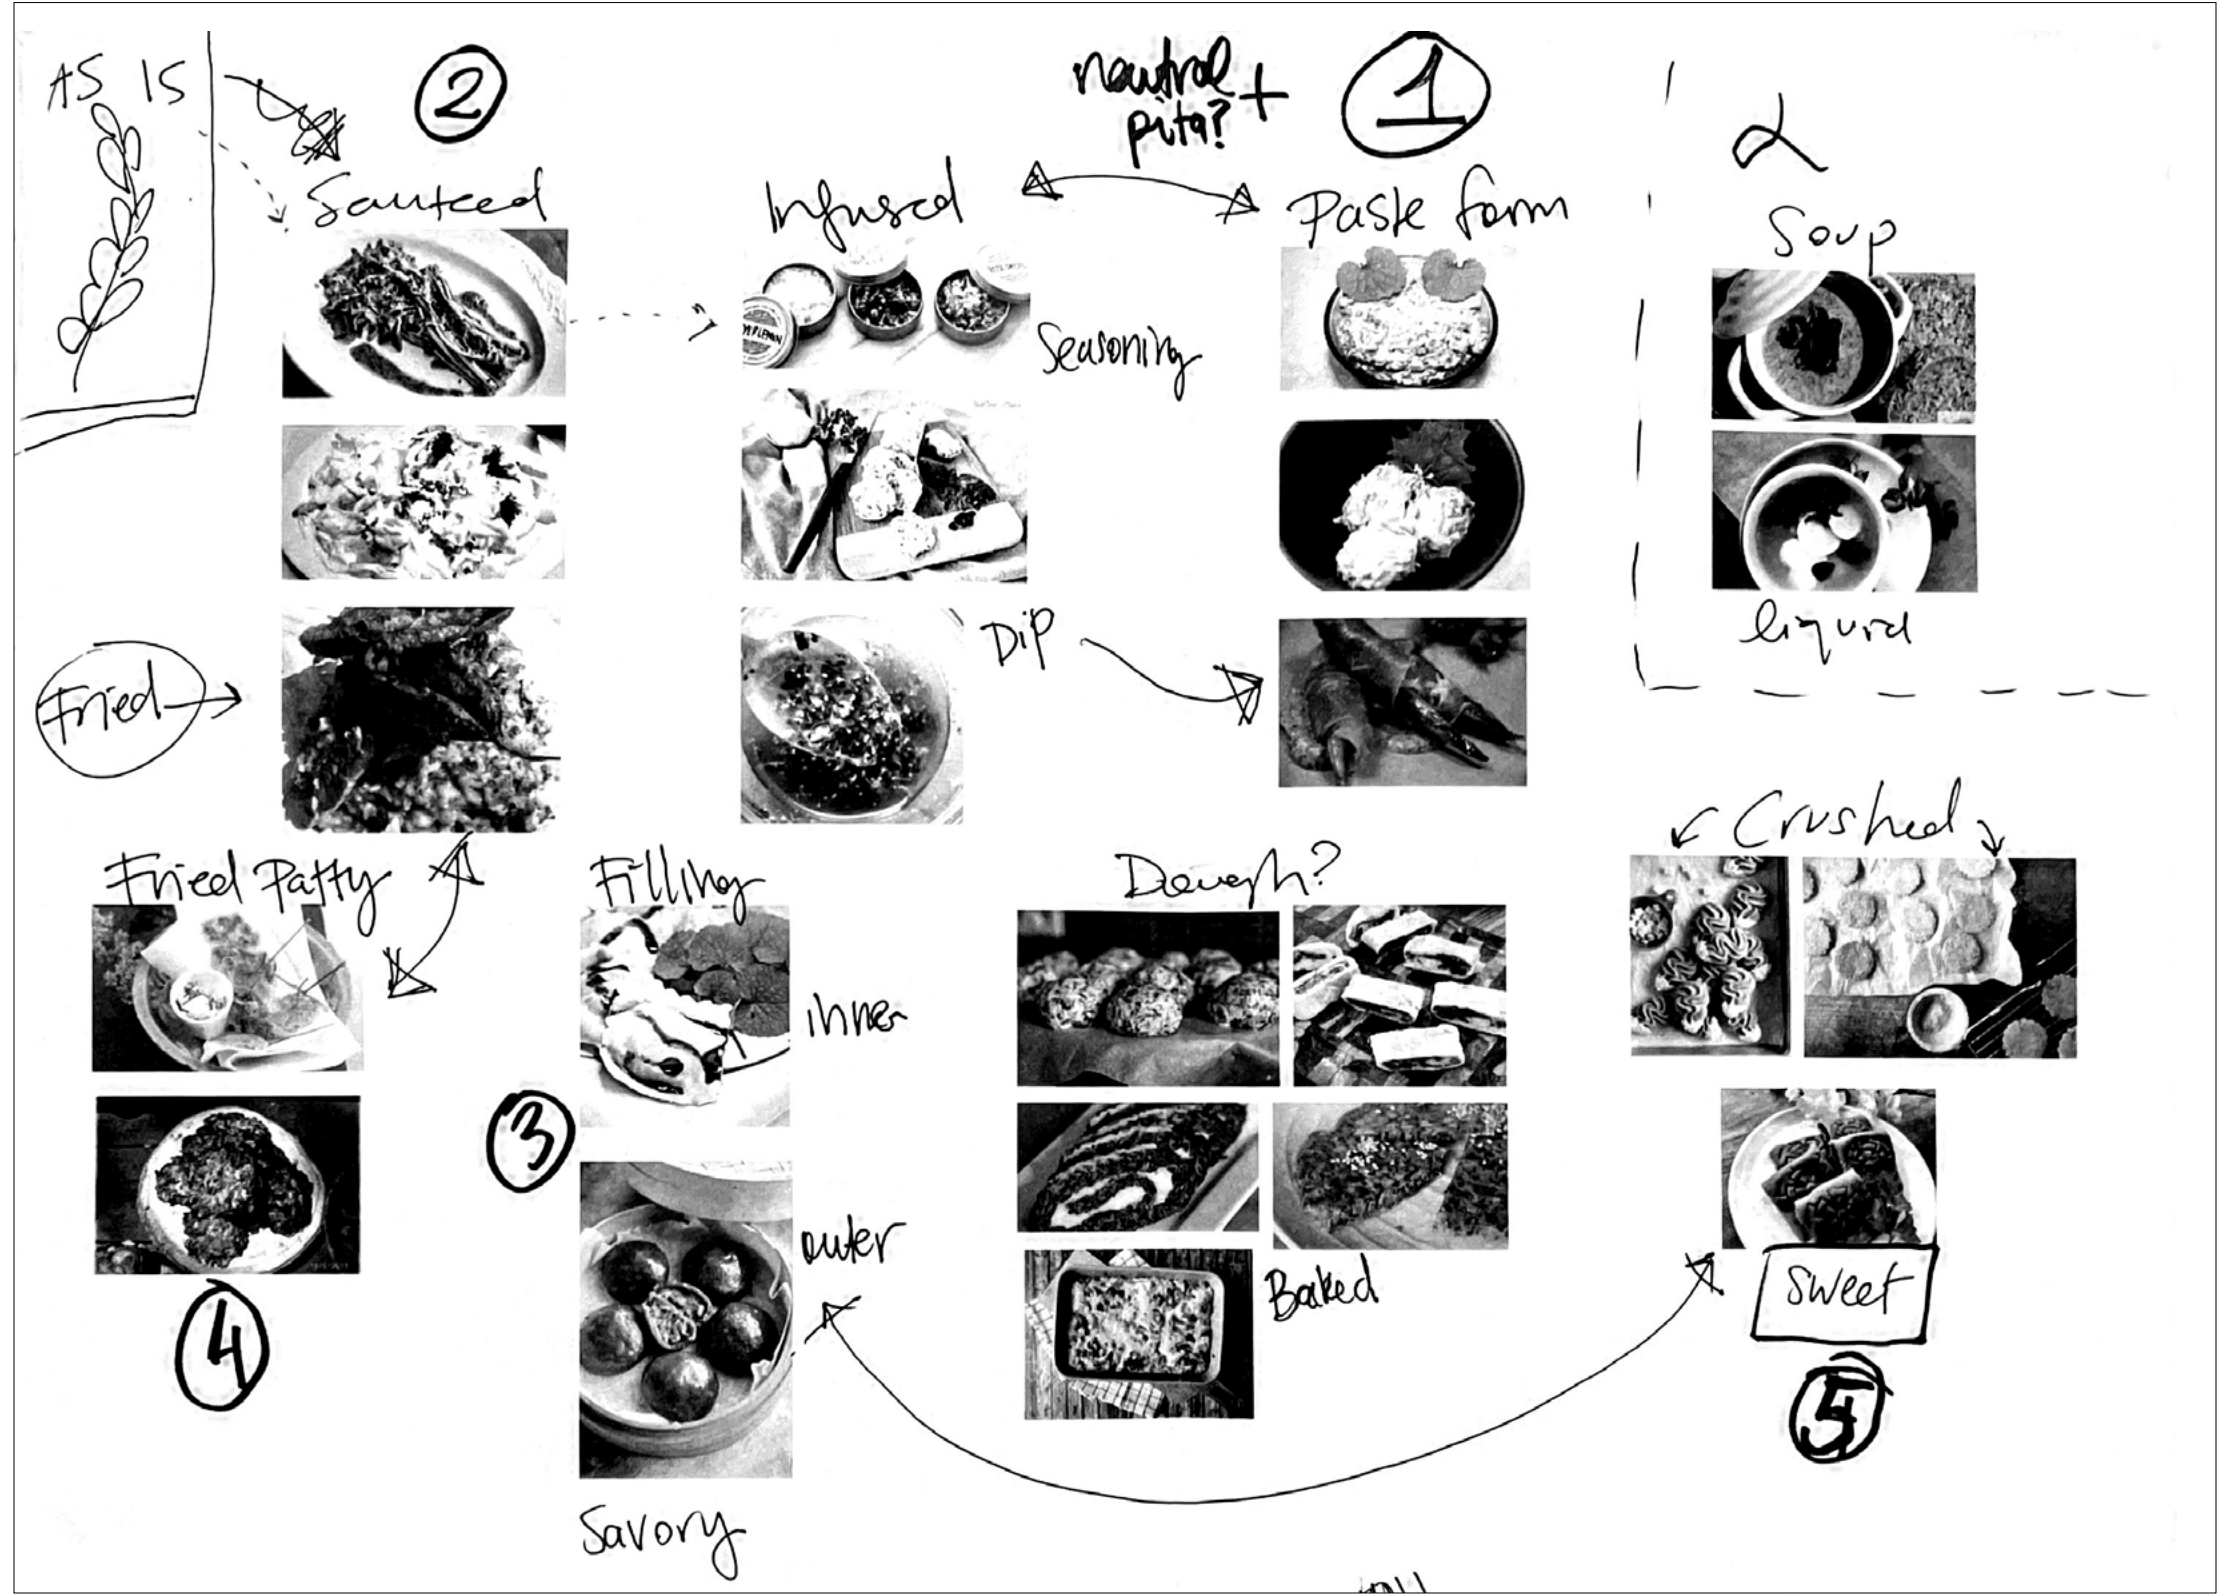 AS IS
2
neutral +
pita?
1
α
Sauteed
Infused
Paste form
Soup
Seasoning
Dip
liquid
Fried
Crushed
Fried Patty
Filling
Dough?
inner
3
outer
Baked
Sweet
4
5
Savory